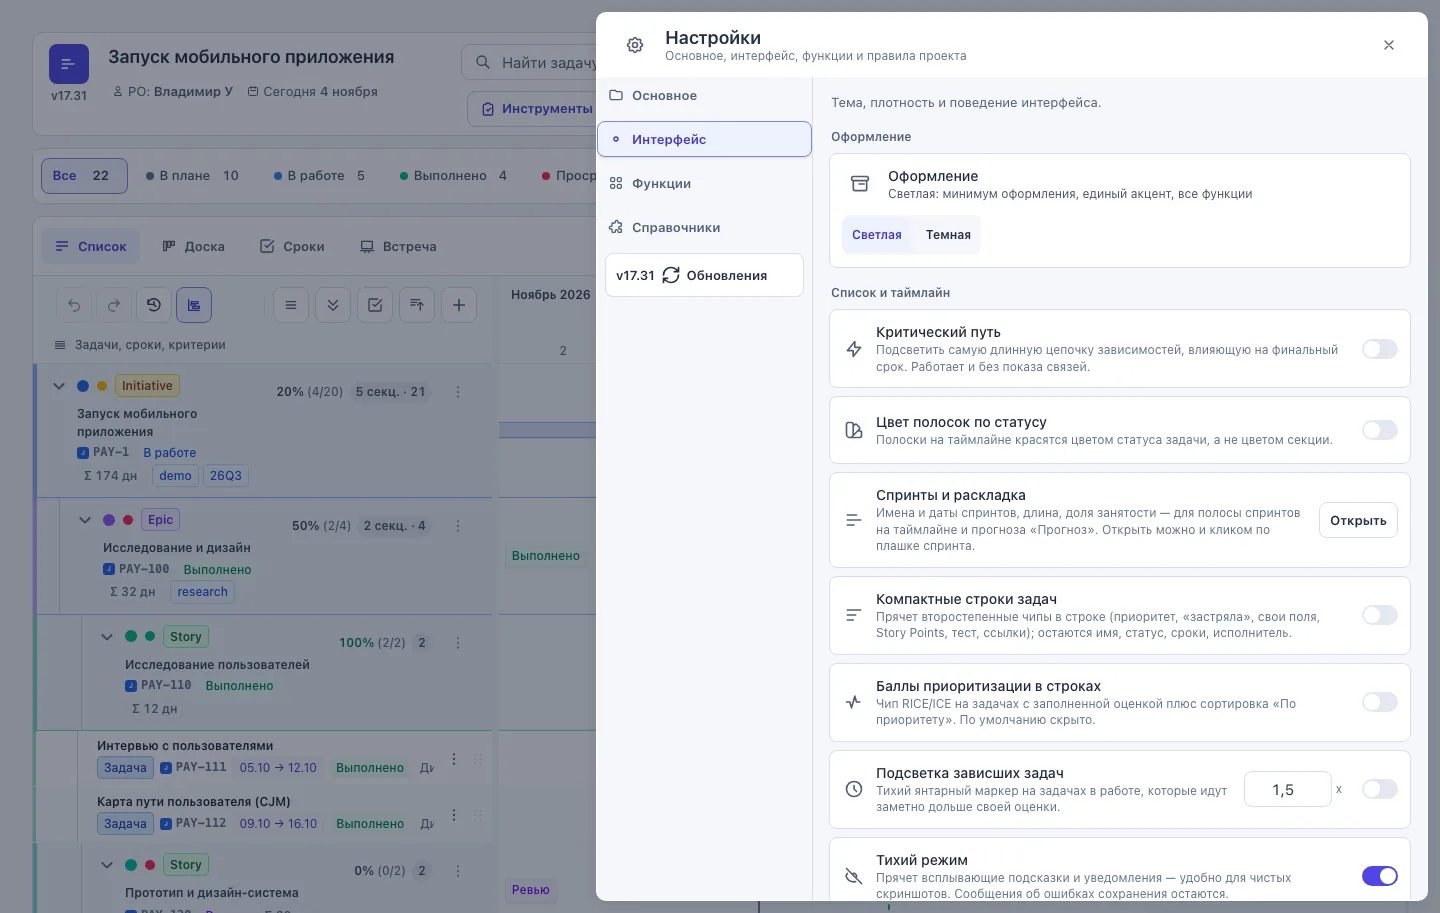 Запуск мобильного приложения
v17.31
РО: Владимир У
Сегодня 4 ноября
Найти задачу
Инструменты
Все 22
В плане 10
В работе 5
Выполнено 4
Список
Доска
Сроки
Встреча
Ноябрь 2026
Задачи, сроки, критерии
2
Initiative
20% (4/20) 5 секц. · 21
Запуск мобильного
приложения
PAY-1 В работе
Σ 174 дн demo 26Q3
Epic
50% (2/4) 2 секц. · 4
Исследование и дизайн
PAY-100 Выполнено
Σ 32 дн research
Выполнено
Story
100% (2/2) 2
Исследование пользователей
PAY-110 Выполнено
Σ 12 дн
Интервью с пользователями
Задача PAY-111 05.10 → 12.10 Выполнено
Карта пути пользователя (CJM)
Задача PAY-112 09.10 → 16.10 Выполнено
Story
0% (0/2) 2
Прототип и дизайн-система
Ревью
Настройки
Основное, интерфейс, функции и правила проекта
Основное
Интерфейс
Функции
Справочники
v17.31 Обновления
Тема, плотность и поведение интерфейса.
Оформление
Оформление
Светлая: минимум оформления, единый акцент, все функции
Светлая Темная
Список и таймлайн
Критический путь
Подсветить самую длинную цепочку зависимостей, влияющую на финальный
срок. Работает и без показа связей.
Цвет полосок по статусу
Полоски на таймлайне красятся цветом статуса задачи, а не цветом секции.
Спринты и раскладка
Имена и даты спринтов, длина, доля занятости — для полосы спринтов
на таймлайне и прогноза «Прогноз». Открыть можно и кликом по
плашке спринта.
Открыть
Компактные строки задач
Прячет второстепенные чипы в строке (приоритет, «застряла», свои поля,
Story Points, тест, ссылки); остаются имя, статус, сроки, исполнитель.
Баллы приоритизации в строках
Чип RICE/ICE на задачах с заполненной оценкой плюс сортировка «По
приоритету». По умолчанию скрыто.
Подсветка зависших задач
Тихий янтарный маркер на задачах в работе, которые идут
заметно дольше своей оценки.
1,5 x
Тихий режим
Прячет всплывающие подсказки и уведомления — удобно для чистых
скриншотов. Сообщения об ошибках сохранения остаются.